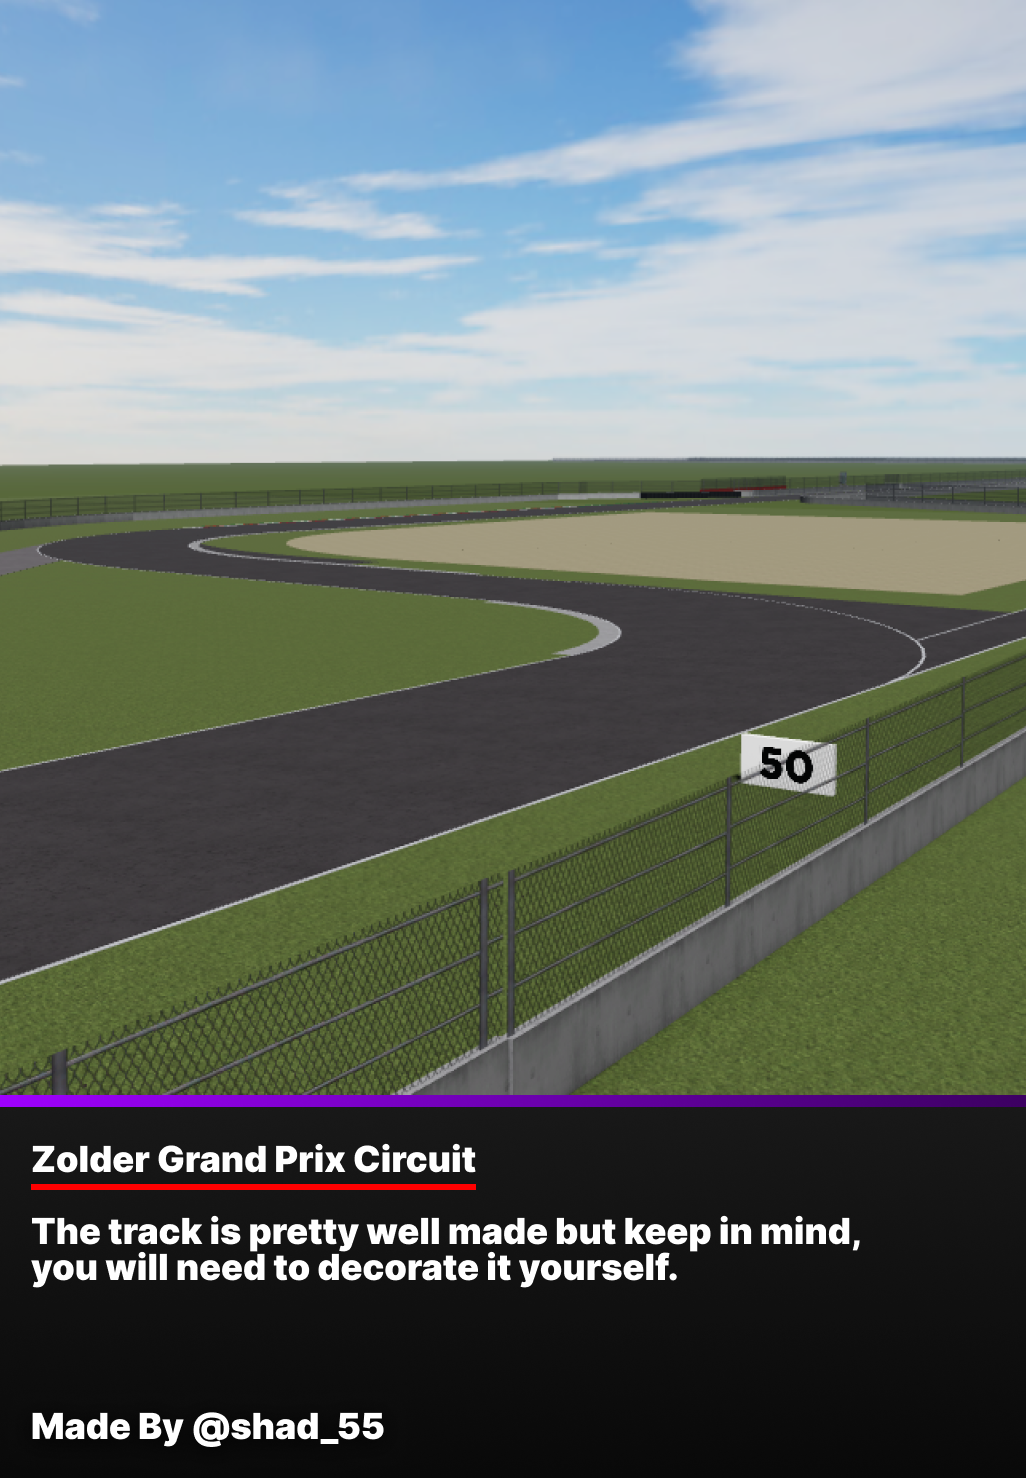 50
Zolder Grand Prix Circuit
The track is pretty well made but keep in mind,
you will need to decorate it yourself.
Made By @shad_55